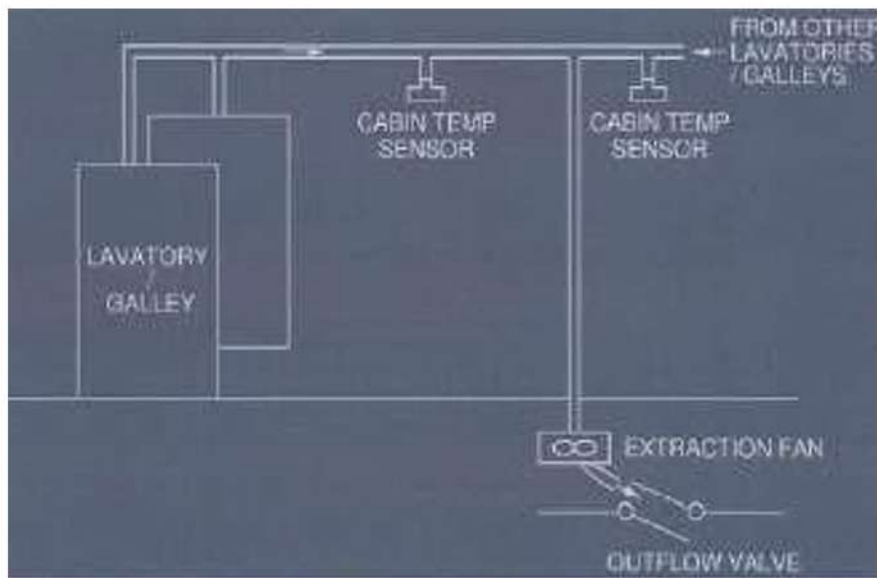 FROM OTHER
LAVATORIES
/ GALLEYS
CABIN TEMP
SENSOR
CABIN TEMP
SENSOR
LAVATORY
/
GALLEY
EXTRACTION FAN
OUTFLOW VALVE